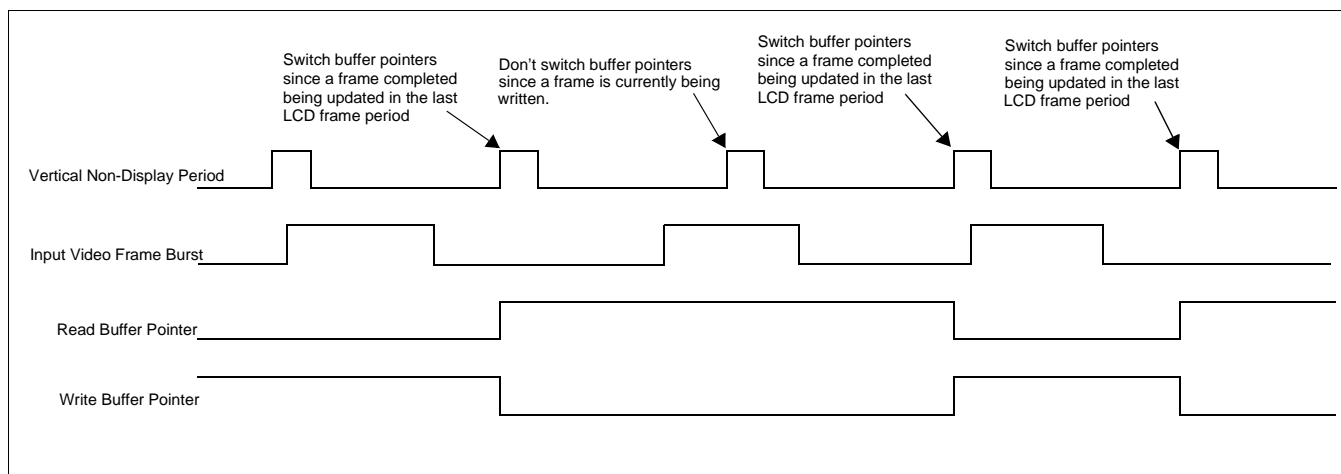 Switch buffer pointers
since a frame completed
being updated in the last
LCD frame period
Don't switch buffer pointers
since a frame is currently being
written.
Switch buffer pointers
since a frame completed
being updated in the last
LCD frame period
Switch buffer pointers
since a frame completed
being updated in the last
LCD frame period
Vertical Non-Display Period
Input Video Frame Burst
Read Buffer Pointer
Write Buffer Pointer